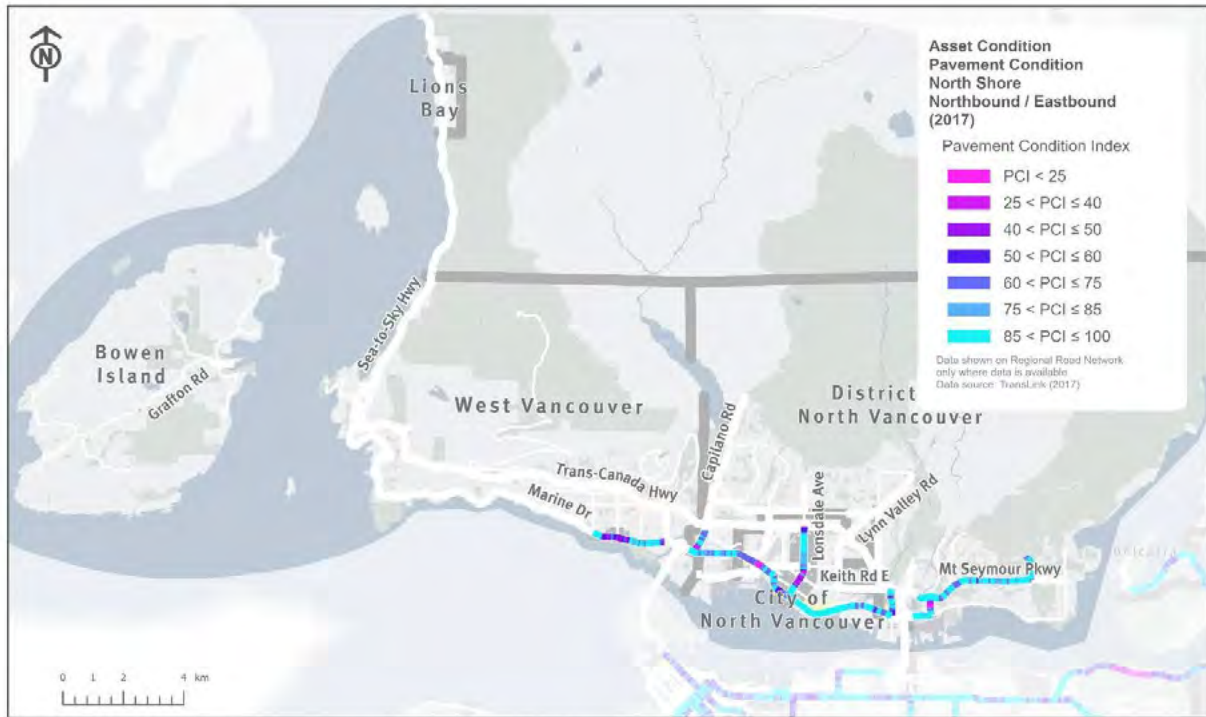 N
Asset Condition
Pavement Condition
North Shore
Northbound / Eastbound
(2017)
Pavement Condition Index
PCI < 25
25 < PCI ≤ 40
40 < PCI ≤ 50
50 < PCI ≤ 60
60 < PCI ≤ 75
75 < PCI ≤ 85
85 < PCI ≤ 100
Data shown on Regional Road Network
only where data is available
Data source: TransLink (2017)
Lions
Bay
Sea-to-Sky Hwy
Bowen
Island
Grafton Rd
West Vancouver
District
North Vancouver
Capilano Rd
Trans-Canada Hwy
Marine Dr
Lonsdale Ave
Lynn Valley Rd
Keith Rd E
Mt Seymour Pkwy
City of
North Vancouver
0 1 2 4 km